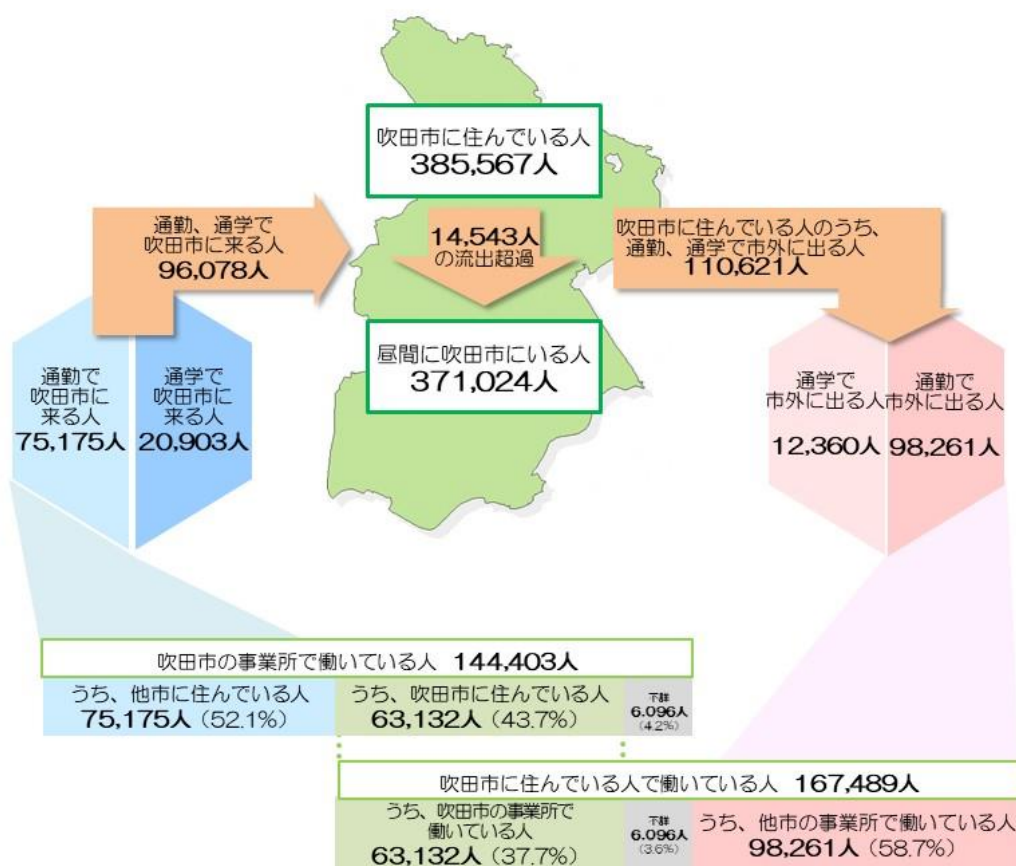 吹田市に住んでいる人
385,567人
通勤、通学で
吹田市に来る人
96,078人
14,543人
の流出超過
吹田市に住んでいる人のうち、
通勤、通学で市外に出る人
110,621人
昼間に吹田市にいる人
371,024人
通勤で
吹田市に
来る人
75,175人
通学で
吹田市に
来る人
20,903人
通学で
市外に出る人
12,360人
通勤で
市外に出る人
98,261人
吹田市の事業所で働いている人 144,403人
うち、他市に住んでいる人
75,175人(52.1%)
うち、吹田市に住んでいる人
63,132人(43.7%)
不詳
6.096人
(4.2%)
吹田市に住んでいる人で働いている人 167,489人
うち、吹田市の事業所で
働いている人
63,132人(37.7%)
不詳
6.096人
(3.6%)
うち、他市の事業所で働いている人
98,261人(58.7%)